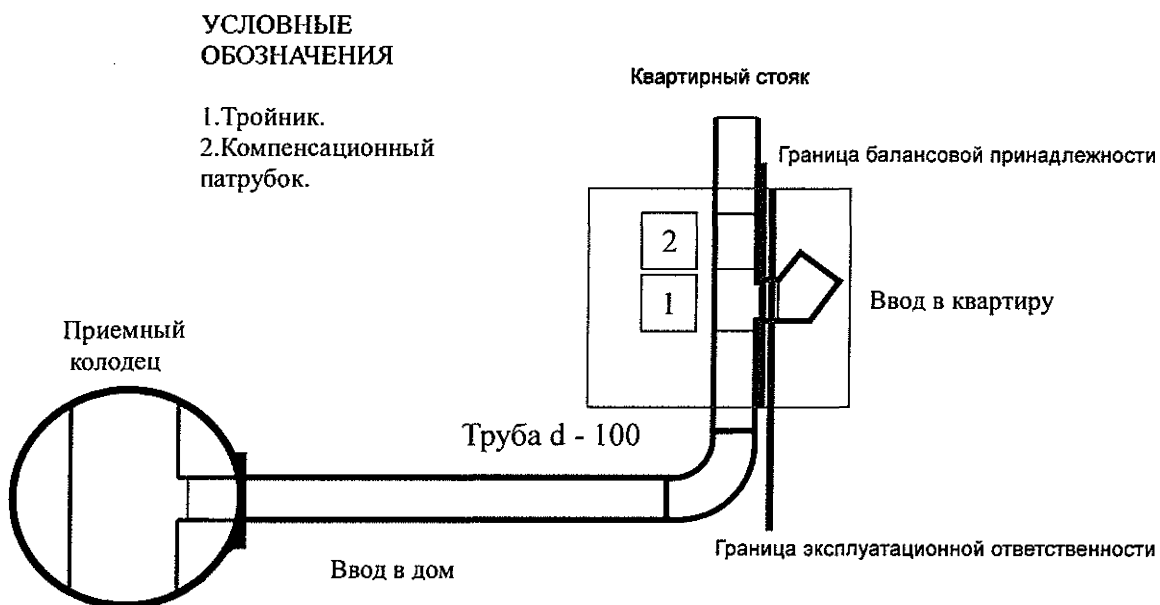 УСЛОВНЫЕ
ОБОЗНАЧЕНИЯ
1.Тройник.
2.Компенсационный
патрубок.
Квартирный стояк
Граница балансовой принадлежности
2
1
Ввод в квартиру
Приемный
колодец
Труба d - 100
Ввод в дом
Граница эксплуатационной ответственности